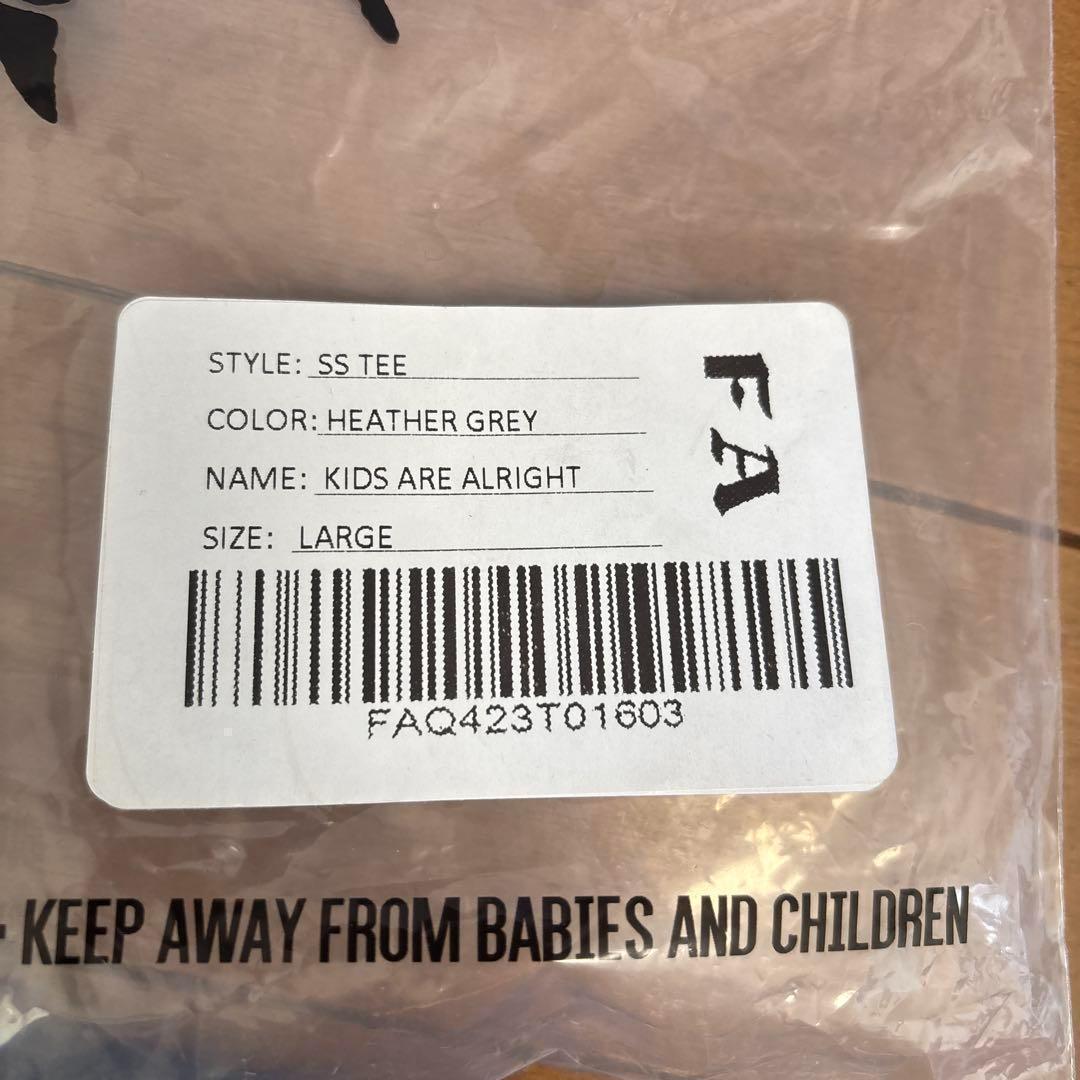 STYLE: SS TEE
COLOR: HEATHER GREY
NAME: KIDS ARE ALRIGHT
SIZE: LARGE
FA
FAQ423T01603
KEEP AWAY FROM BABIES AND CHILDREN